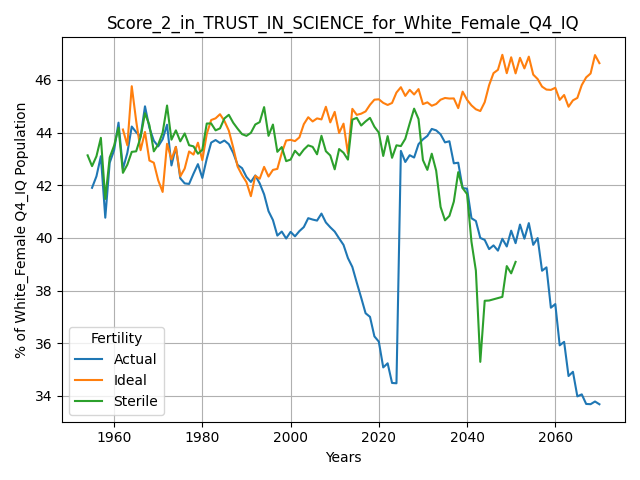 Score_2_in_TRUST_IN_SCIENCE_for_White_Female_Q4_IQ
% of White_Female Q4_IQ Population
46
44
42
40
38
36
34
Fertility
Actual
Ideal
Sterile
1960 1980 2000 2020 2040 2060
Years